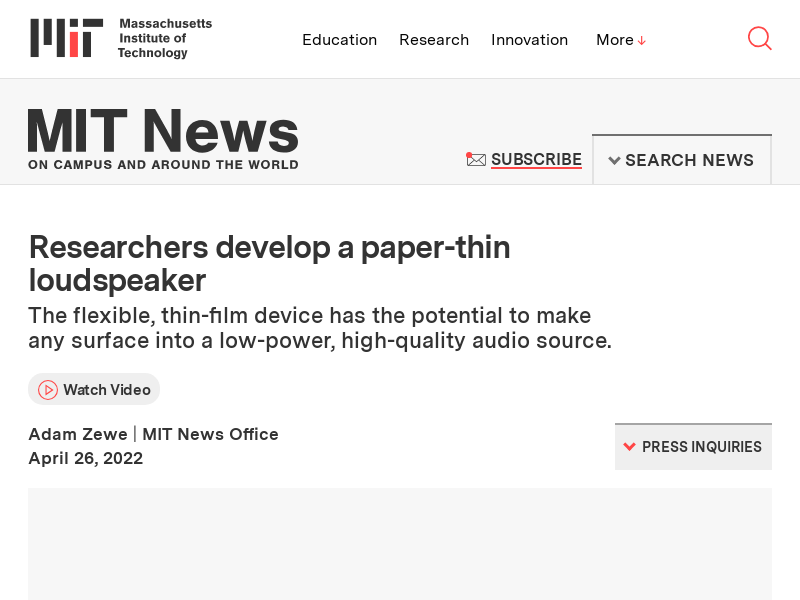 Massachusetts
Institute of
Technology
Education
Research
Innovation
More
MIT News
ON CAMPUS AND AROUND THE WORLD
SUBSCRIBE
SEARCH NEWS
Researchers develop a paper-thin
loudspeaker
The flexible, thin-film device has the potential to make
any surface into a low-power, high-quality audio source.
Watch Video
Adam Zewe | MIT News Office
April 26, 2022
PRESS INQUIRIES